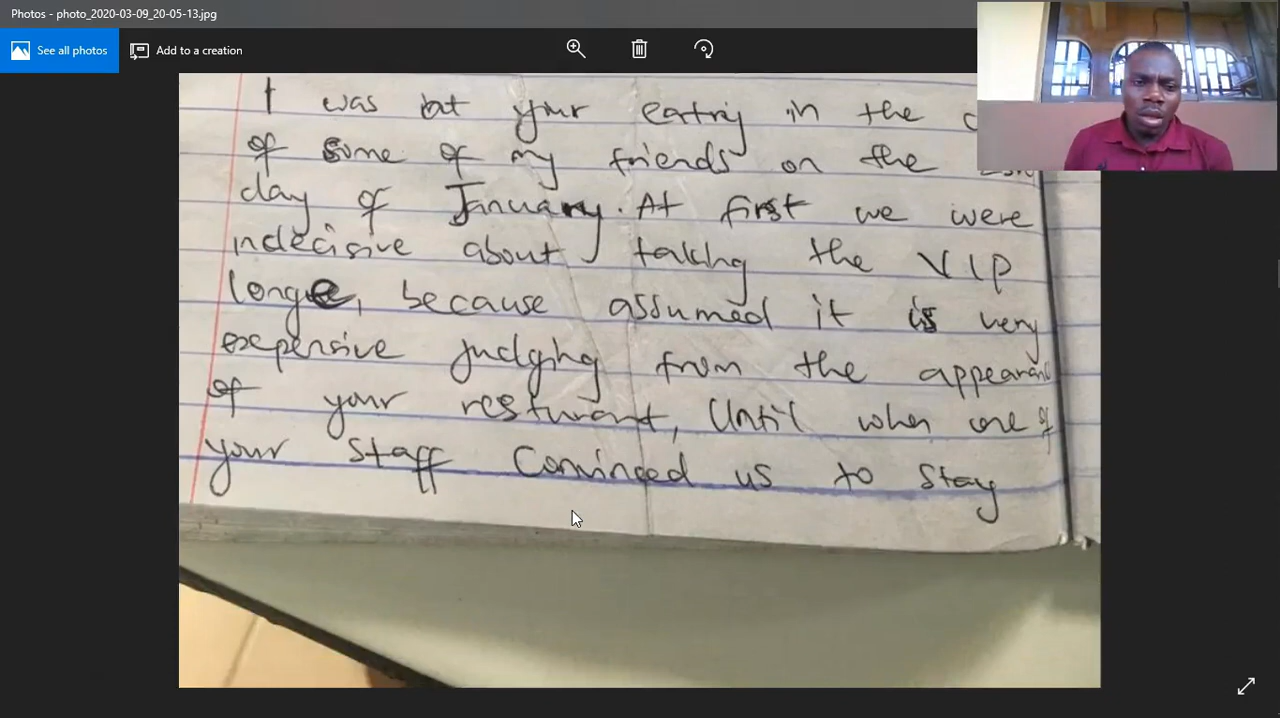 Photos - photo_2020-03-09_20-05-13.jpg
See all photos
Add to a creation
I was at your eatriy in the
of some of my friends on the
day of January. At first we were
indecisive about taking the VIP
longe, because assumed it is very
expensive judging from the
of your resturant, Until when one of
your staff Convinced us to stay